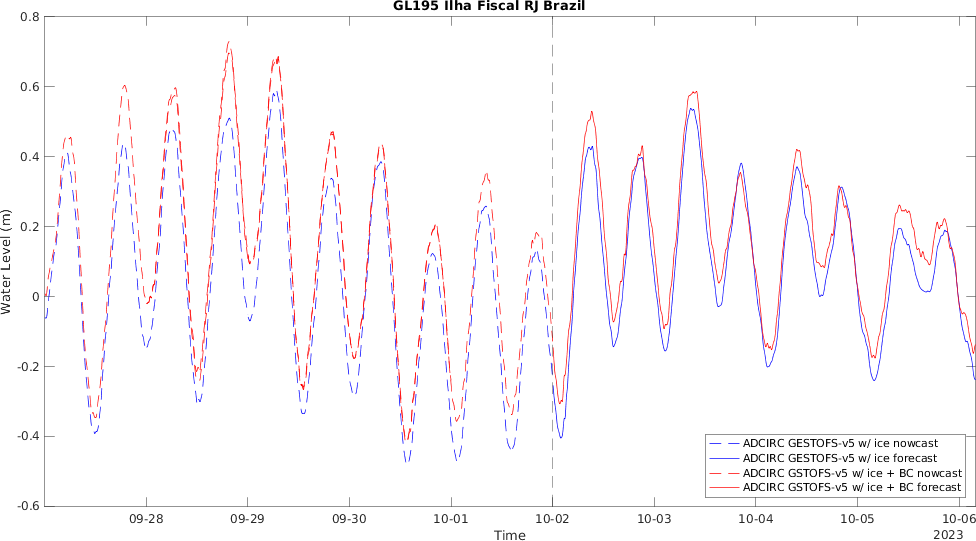 GL195 Ilha Fiscal RJ Brazil
0.8
0.6
0.4
0.2
0
-0.2
-0.4
-0.6
Water Level (m)
09-28 09-29 09-30 10-01 10-02 10-03 10-04 10-05 10-06
Time
2023
ADCIRC GESTOFS-v5 w/ ice nowcast
ADCIRC GESTOFS-v5 w/ ice forecast
ADCIRC GSTOFS-v5 w/ ice + BC nowcast
ADCIRC GSTOFS-v5 w/ ice + BC forecast